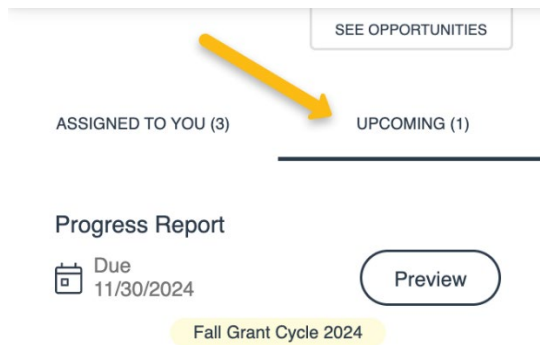 SEE OPPORTUNITIES
ASSIGNED TO YOU (3)
UPCOMING (1)
Progress Report
Due
11/30/2024
Preview
Fall Grant Cycle 2024